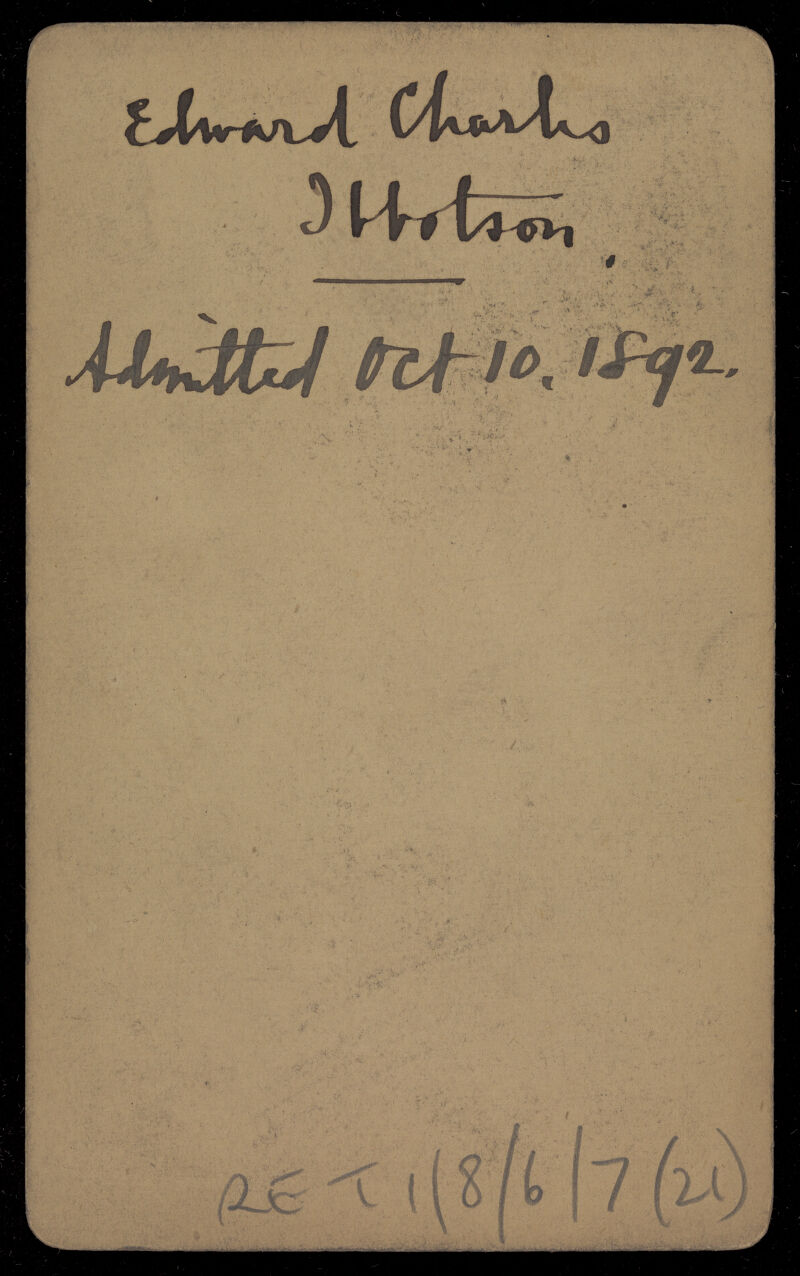 Edward Charles
Ibbotson.
Admitted Oct 10. 1892.
RET 1/8/6/7 (21)